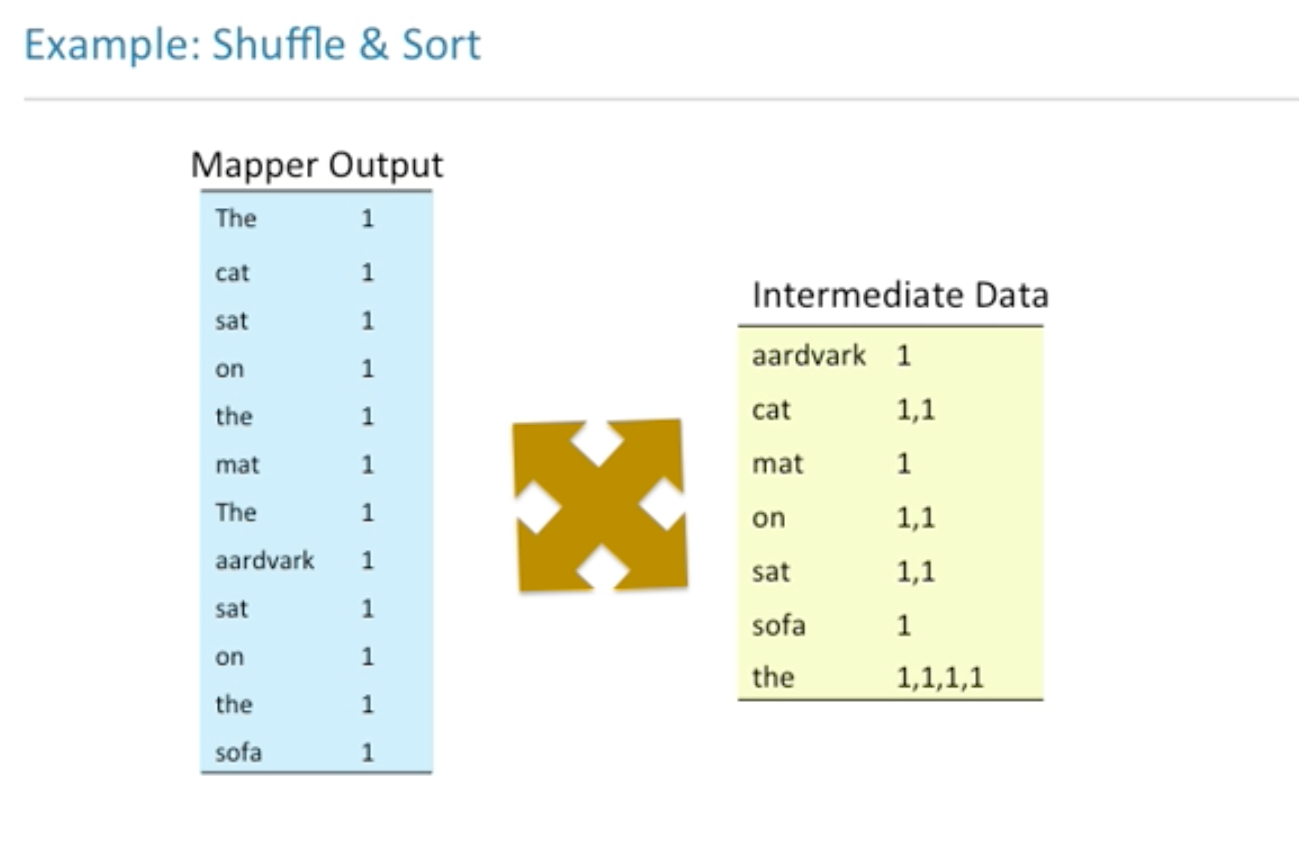 Example: Shuffle & Sort
Mapper Output
The 1
cat 1
sat 1
on 1
the 1
mat 1
The 1
aardvark 1
sat 1
on 1
the 1
sofa 1
Intermediate Data
aardvark 1
cat 1,1
mat 1
on 1,1
sat 1,1
sofa 1
the 1,1,1,1